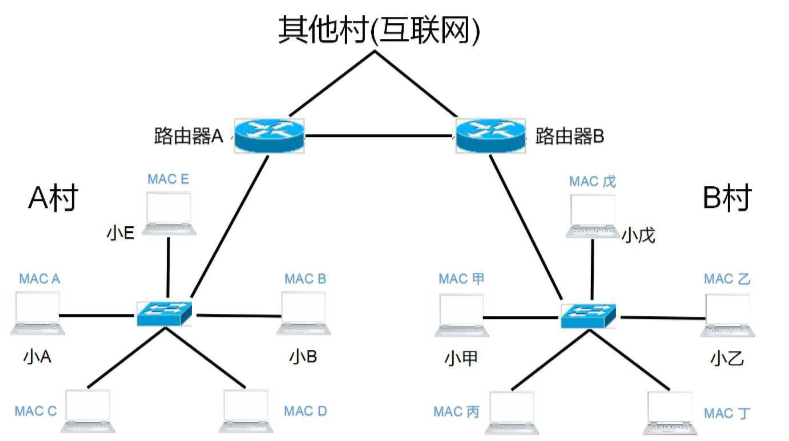 其他村(互联网)
路由器A
路由器B
A村
MAC E
小E
MAC 戊
小戊
B村
MAC A
小A
MAC B
小B
MAC 甲
小甲
MAC 乙
小乙
MAC C
MAC D
MAC 丙
MAC 丁